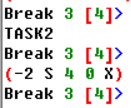 Break 3 [4]>
TASK2
Break 3 [4]>
(-2 S 4 0 X)
Break 3 [4]>